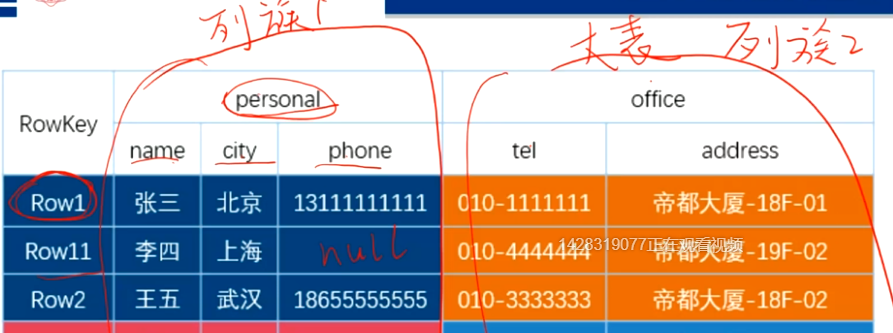 列族1
大表 列族2
RowKey personal office
name city phone tel address
Row1 张三 北京 13111111111 010-1111111 帝都大厦-18F-01
Row11 李四 上海 null 010-4444444 帝都大厦-19F-02
1428319077正在观看视频
Row2 王五 武汉 18655555555 010-3333333 帝都大厦-18F-02